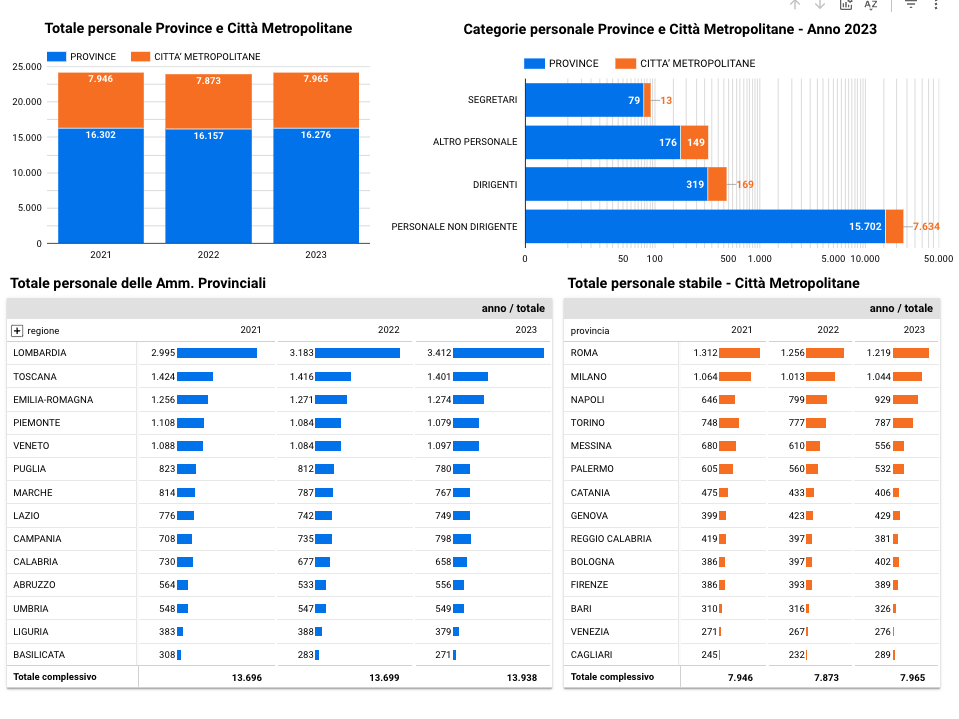 Totale personale Province e Città Metropolitane
PROVINCE CITTA' METROPOLITANE
25.000
20.000
15.000
10.000
5.000
0
7.946 7.873 7.965
16.302 16.157 16.276
2021 2022 2023
Categorie personale Province e Città Metropolitane - Anno 2023
PROVINCE CITTA' METROPOLITANE
SEGRETARI 79 13
ALTRO PERSONALE 176 149
DIRIGENTI 319 169
PERSONALE NON DIRIGENTE 15.702 7.634
0 50 100 500 1.000 5.000 10.000 50.000
Totale personale delle Amm. Provinciali
anno / totale
regione 2021 2022 2023
LOMBARDIA 2.995 3.183 3.412
TOSCANA 1.424 1.416 1.401
EMILIA-ROMAGNA 1.256 1.271 1.274
PIEMONTE 1.108 1.084 1.079
VENETO 1.088 1.084 1.097
PUGLIA 823 812 780
MARCHE 814 787 767
LAZIO 776 742 749
CAMPANIA 708 735 798
CALABRIA 730 677 658
ABRUZZO 564 533 556
UMBRIA 548 547 549
LIGURIA 383 388 379
BASILICATA 308 283 271
Totale complessivo 13.696 13.699 13.938
Totale personale stabile - Città Metropolitane
anno / totale
provincia 2021 2022 2023
ROMA 1.312 1.256 1.219
MILANO 1.064 1.013 1.044
NAPOLI 646 799 929
TORINO 748 777 787
MESSINA 680 610 556
PALERMO 605 560 532
CATANIA 475 433 406
GENOVA 399 423 429
REGGIO CALABRIA 419 397 381
BOLOGNA 386 397 402
FIRENZE 386 393 389
BARI 310 316 326
VENEZIA 271 267 276
CAGLIARI 245 232 289
Totale complessivo 7.946 7.873 7.965